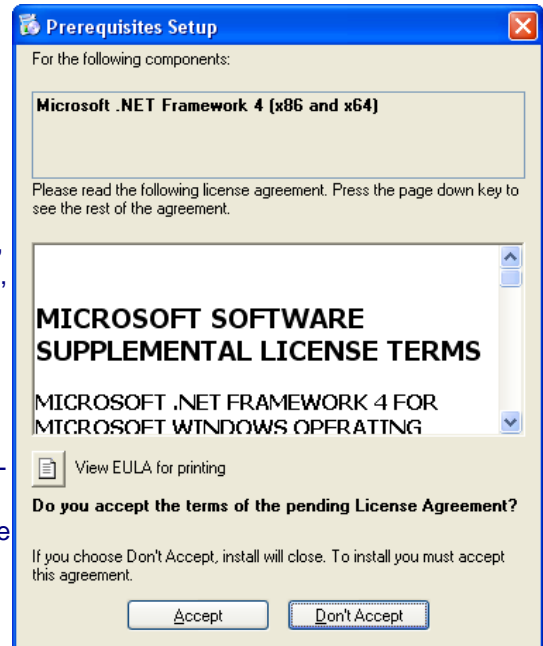 Prerequisites Setup
For the following components:
Microsoft .NET Framework 4 (x86 and x64)
Please read the following license agreement. Press the page down key to
see the rest of the agreement.
MICROSOFT SOFTWARE
SUPPLEMENTAL LICENSE TERMS
MICROSOFT .NET FRAMEWORK 4 FOR
MICROSOFT WINDOWS OPERATING
View EULA for printing
Do you accept the terms of the pending License Agreement?
If you choose Don't Accept, install will close. To install you must accept
this agreement.
Accept
Don't Accept